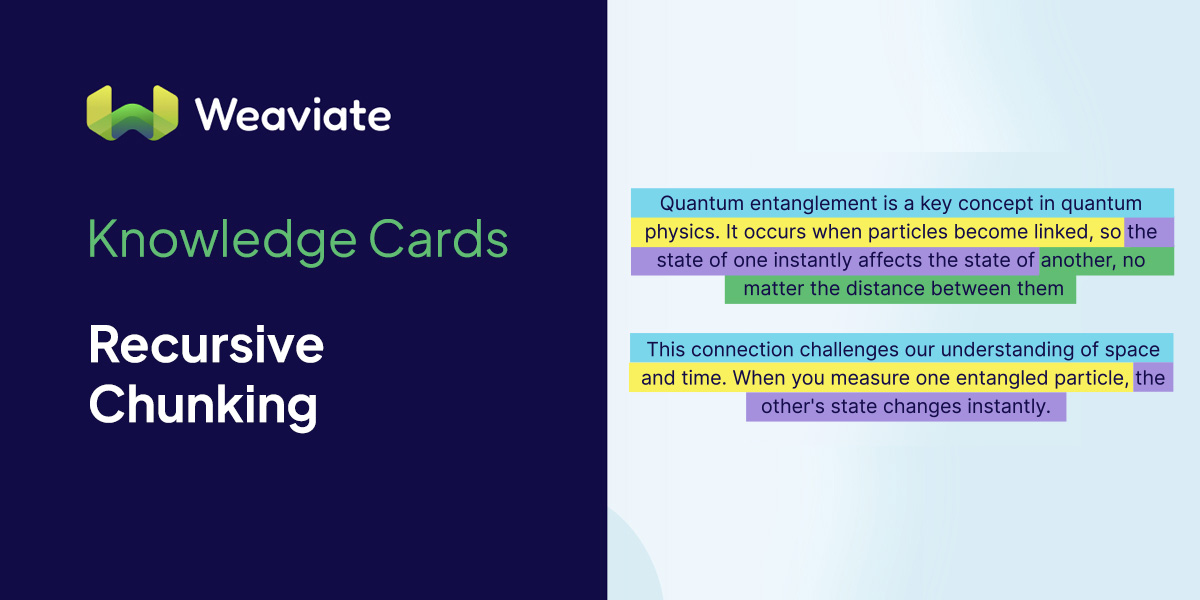 Weaviate
Knowledge Cards
Recursive
Chunking
Quantum entanglement is a key concept in quantum
physics. It occurs when particles become linked, so the
state of one instantly affects the state of another, no
matter the distance between them
This connection challenges our understanding of space
and time. When you measure one entangled particle, the
other's state changes instantly.